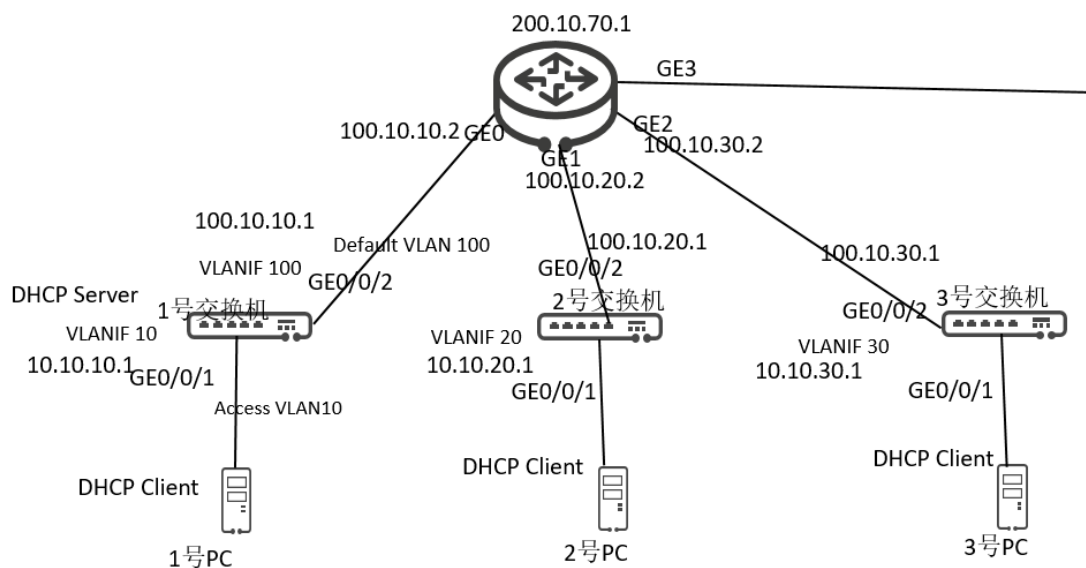 200.10.70.1
GE3
GE2
100.10.10.2
GE0
100.10.30.2
GE1
100.10.20.2
100.10.10.1
Default VLAN 100
100.10.20.1
100.10.30.1
VLANIF 100
GE0/0/2
GE0/0/2
DHCP Server
1号交换机
2号交换机
GE0/0/2
3号交换机
VLANIF 10
VLANIF 20
VLANIF 30
10.10.10.1
GE0/0/1
10.10.20.1
10.10.30.1
GE0/0/1
GE0/0/1
Access VLAN10
DHCP Client
DHCP Client
DHCP Client
1号PC
2号PC
3号PC